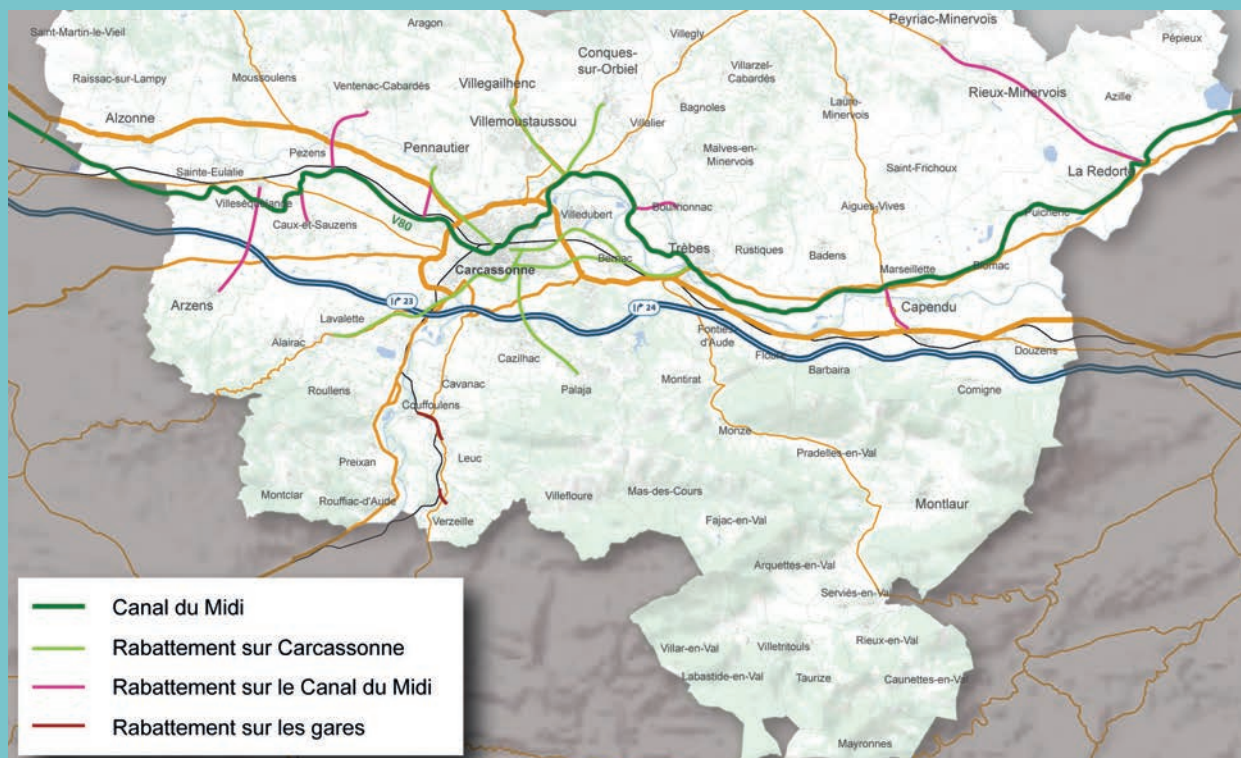 Aragon
Peyriac-Minervois
Saint-Martin-le-Vieil
Villegly
Pépieux
Conques-
sur-Orbiel
Raissac-sur-Lampy
Moussoulens
Ventenac-Cabardès
Villegailhenc
Villarzel-
Cabardès
Rieux-Minervois
Azille
Alzonne
Bagnoles
Laure-
Minervois
Villemoustaussou
Villalier
Pennautier
Malves-en-
Minervois
Pezens
Saint-Frichoux
Sainte-Eulalie
La Redorte
Villesèquelande
Villedubert
Bouilhonnac
Aigues-Vives
Puichéric
Caux-et-Sauzens
V80
Trèbes
Rustiques
Badens
Berriac
Carcassonne
Marseillette
Blomac
Arzens
23
24
Capendu
Lavalette
Fonties
d'Aude
Alairac
Floure
Douzens
Cazilhac
Barbaira
Roullens
Cavanac
Palaja
Montirat
Comigne
Couffoulens
Monze
Preixan
Leuc
Pradelles-en-Val
Montclar
Rouffiac-d'Aude
Villefloure
Mas-des-Cours
Montlaur
Verzeille
Fajac-en-Val
Arquettes-en-Val
Serviès-en-Val
Villar-en-Val
Villetritouls
Rieux-en-Val
Labastide-en-Val
Taurize
Caunettes-en-Val
Mayronnes
Canal du Midi
Rabattement sur Carcassonne
Rabattement sur le Canal du Midi
Rabattement sur les gares